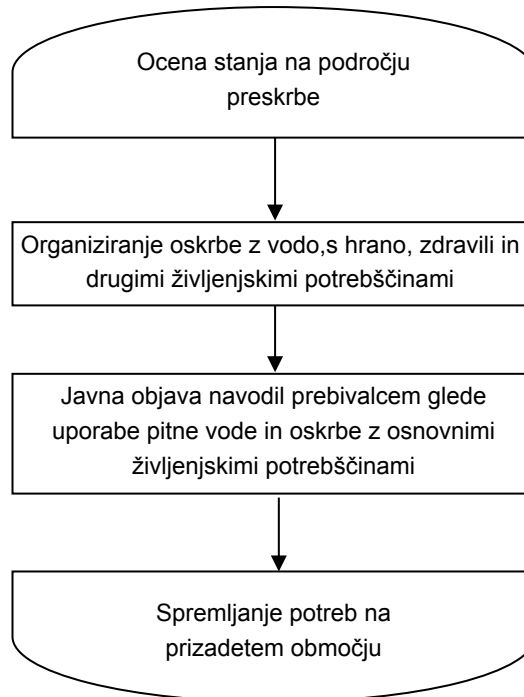 Ocena stanja na področju
preskrbe
Organiziranje oskrbe z vodo,s hrano, zdravili in
drugimi življenjskimi potrebščinami
Javna objava navodil prebivalcem glede
uporabe pitne vode in oskrbe z osnovnimi
življenjskimi potrebščinami
Spremljanje potreb na
prizadetem območju